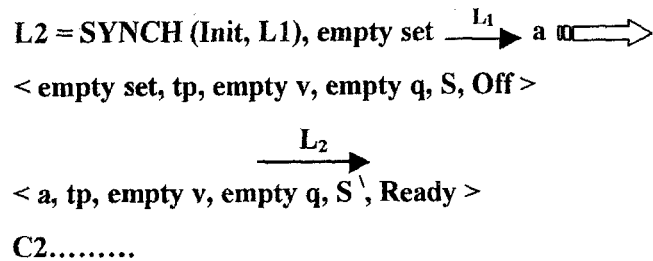 L2 = SYNCH (Init, L1), empty set —L₁→ a ⟹
< empty set, tp, empty v, empty q, S, Off >
L₂
< a, tp, empty v, empty q, S \, Ready >
C2.........